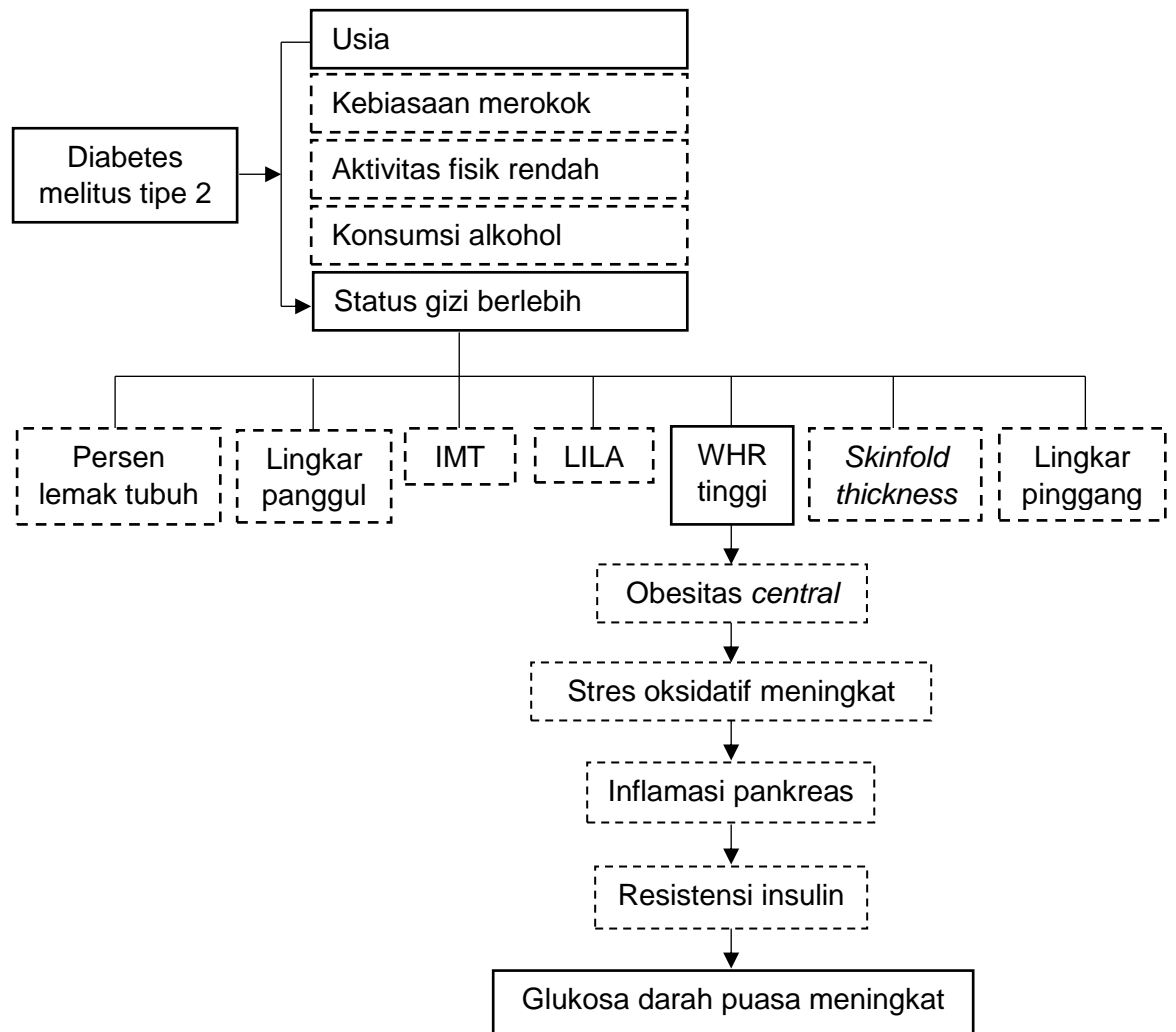 Usia
Kebiasaan merokok
Diabetes
melitus tipe 2
Aktivitas fisik rendah
Konsumsi alkohol
Status gizi berlebih
Persen
lemak tubuh
Lingkar
panggul
IMT
LILA
WHR
tinggi
Skinfold
thickness
Lingkar
pinggang
Obesitas central
Stres oksidatif meningkat
Inflamasi pankreas
Resistensi insulin
Glukosa darah puasa meningkat